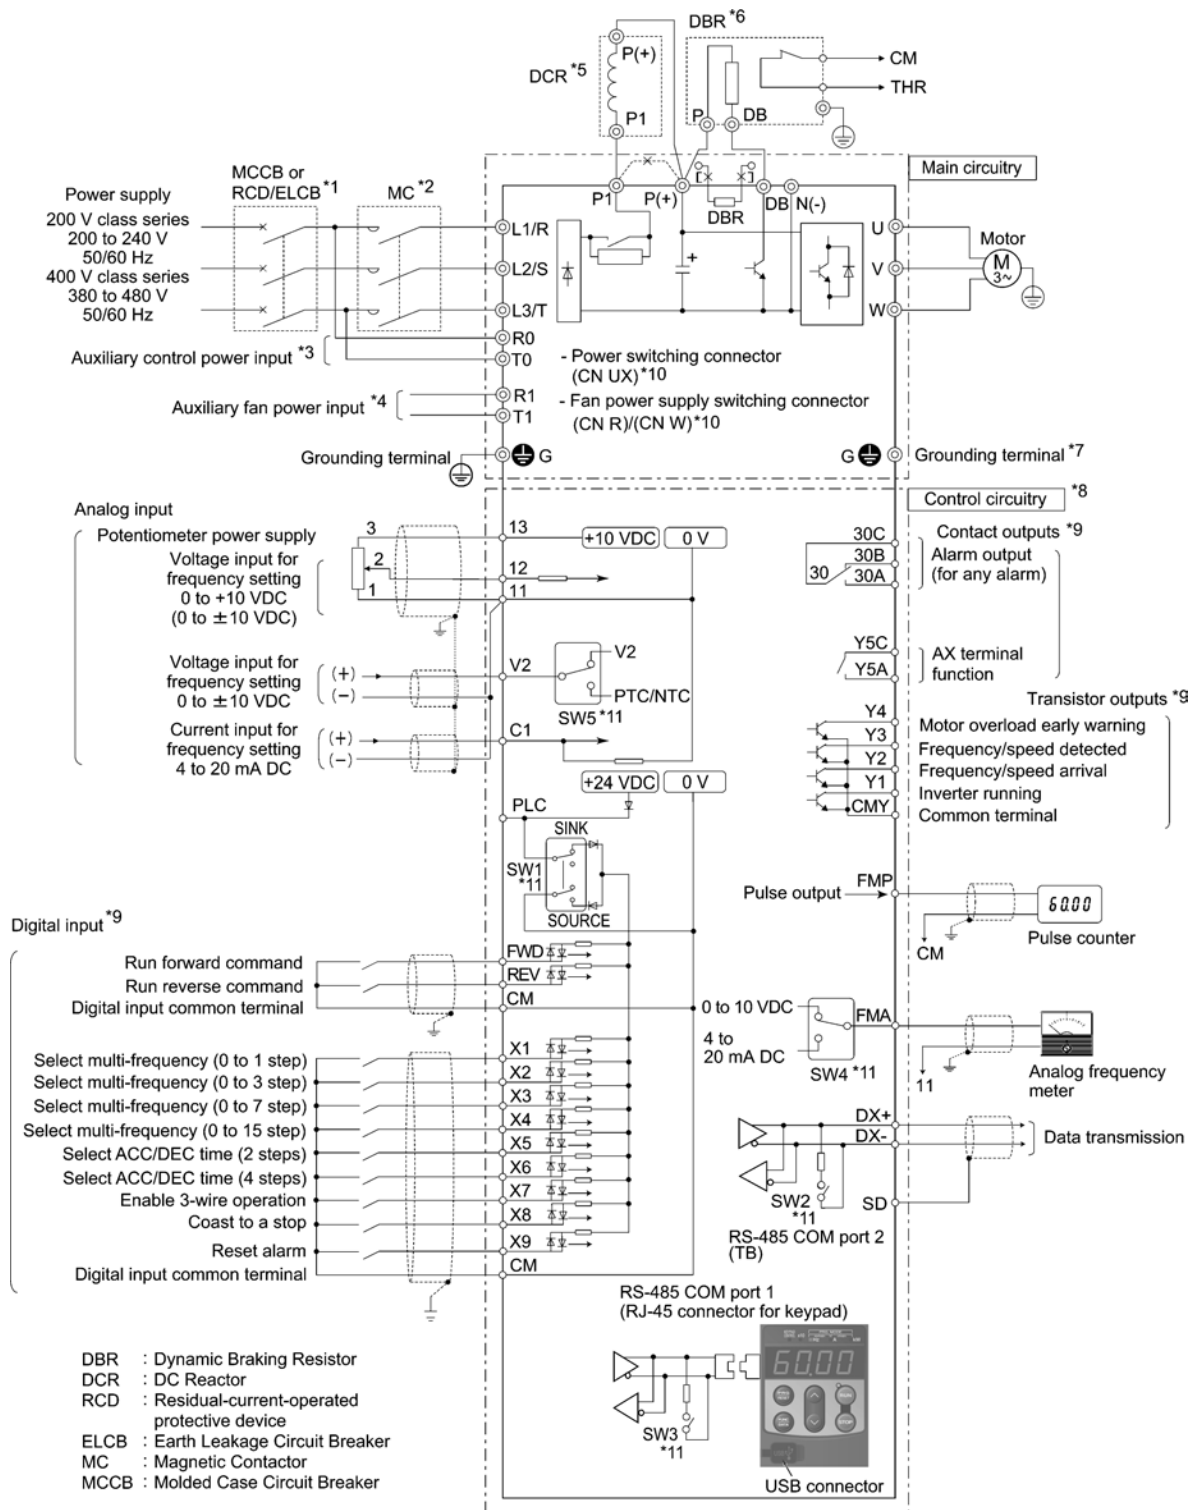 DBR *6
P(+)
DCR *5
P1
CM
THR
P
DB
Main circuitry
MCCB or
RCD/ELCB *1
MC *2
Power supply
200 V class series
200 to 240 V
50/60 Hz
400 V class series
380 to 480 V
50/60 Hz
P1
P(+)
DBR
DB
N(-)
L1/R
L2/S
L3/T
R0
T0
+
U
V
W
Motor
M
3~
Auxiliary control power input *3
- Power switching connector
(CN UX) *10
Auxiliary fan power input *4
R1
T1
- Fan power supply switching connector
(CN R)/(CN W) *10
Grounding terminal
G
G
Grounding terminal *7
Control circuitry
*8
Analog input
Potentiometer power supply
3
13
+10 VDC
0 V
Voltage input for
frequency setting
0 to +10 VDC
(0 to ±10 VDC)
2
12
1
11
30C
30B
30
30A
Contact outputs *9
Alarm output
(for any alarm)
Voltage input for
frequency setting
0 to ±10 VDC
(+)
(−)
V2
V2
PTC/NTC
SW5 *11
Y5C
Y5A
AX terminal
function
Transistor outputs *9
Current input for
frequency setting
4 to 20 mA DC
(+)
(−)
C1
Y4
Motor overload early warning
Y3
Frequency/speed detected
Y2
Frequency/speed arrival
Y1
Inverter running
CMY
Common terminal
+24 VDC
0 V
PLC
SINK
SW1
*11
SOURCE
Pulse output
FMP
60.00
Pulse counter
CM
Digital input *9
Run forward command
FWD
Run reverse command
REV
Digital input common terminal
CM
0 to 10 VDC
4 to
20 mA DC
SW4 *11
FMA
11
Analog frequency
meter
Select multi-frequency (0 to 1 step)
X1
Select multi-frequency (0 to 3 step)
X2
Select multi-frequency (0 to 7 step)
X3
Select multi-frequency (0 to 15 step)
X4
Select ACC/DEC time (2 steps)
X5
Select ACC/DEC time (4 steps)
X6
Enable 3-wire operation
X7
Coast to a stop
X8
Reset alarm
X9
Digital input common terminal
CM
DX+
DX-
Data transmission
SW2
*11
SD
RS-485 COM port 2
(TB)
RS-485 COM port 1
(RJ-45 connector for keypad)
60.00
SW3
*11
USB connector
DBR : Dynamic Braking Resistor
DCR : DC Reactor
RCD : Residual-current-operated
protective device
ELCB : Earth Leakage Circuit Breaker
MC : Magnetic Contactor
MCCB : Molded Case Circuit Breaker